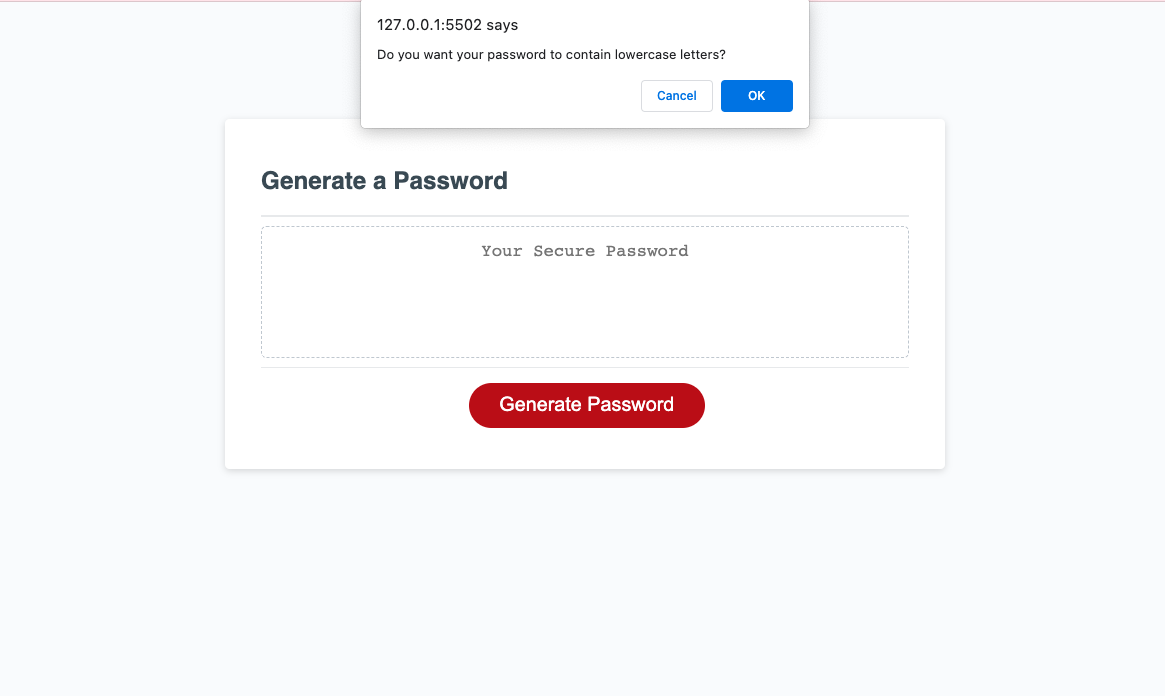 127.0.0.1:5502 says
Do you want your password to contain lowercase letters?
Cancel OK
Generate a Password
Your Secure Password
Generate Password